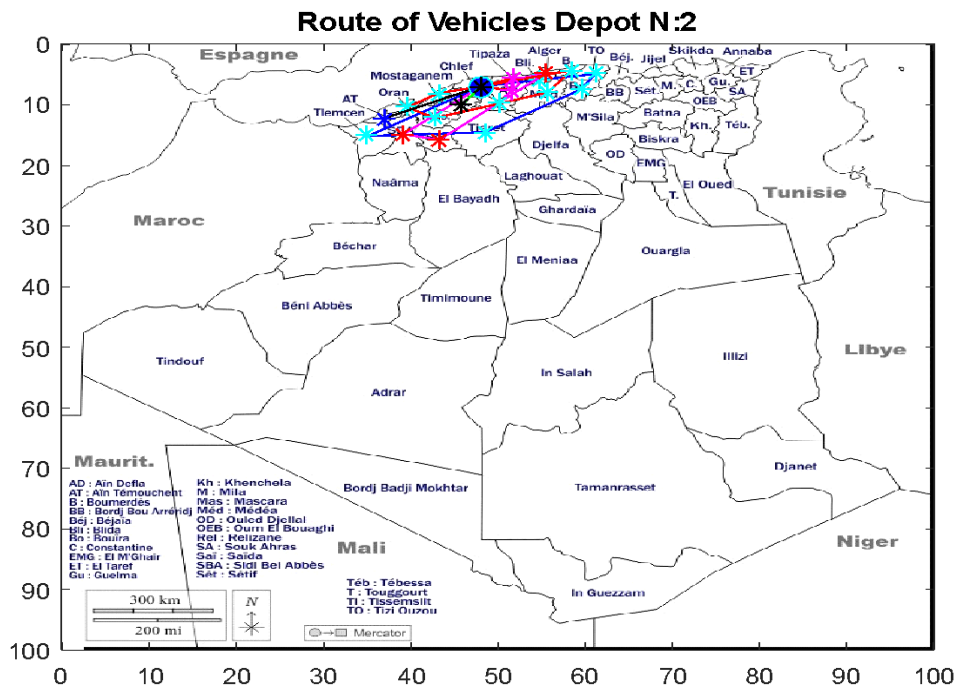 Route of Vehicles Depot N:2
0
10
20
30
40
50
60
70
80
90
100
Espagne
Tipaza
Alger
TO
Béj.
Jijel
Skikda
Annaba
Chlef
Bli
B.
Mostaganem
Oran
AT
Tlemcen
ET
Gu.
C.
M.
SA
Set.
BB
OEB
M'Sila
Batna
Kh.
Téb.
Biskra
Djelfa
OD
EMG
Laghouat
El Oued
T.
Naâma
El Bayadh
Ghardaïa
Tunisie
Maroc
Béchar
El Meniaa
Ouargla
Timimoune
Béni Abbès
Tindouf
In Salah
Illizi
Libye
Adrar
Maurit.
Bordj Badji Mokhtar
Tamanrasset
Djanet
Mali
Niger
In Guezzam
AD : Aïn Defla
AT : Aïn Témouchent
B : Boumerdès
BB : Bordj Bou Arréridj
Béj : Béjaïa
Bli : Blida
Bo : Bouira
C : Constantine
EMG : El M'Ghair
ET : El Taref
Gu : Guelma
Kh : Khenchela
M : Mila
Mas : Mascara
Méd : Médéa
OD : Ouled Djellal
OEB : Oum El Bouaghi
Rel : Relizane
SA : Souk Ahras
Saï : Saïda
SBA : Sidi Bel Abbès
Sét : Sétif
Téb : Tébessa
T : Touggourt
TI : Tissemsilt
TO : Tizi Ouzou
300 km
200 mi
N
Mercator
0 10 20 30 40 50 60 70 80 90 100